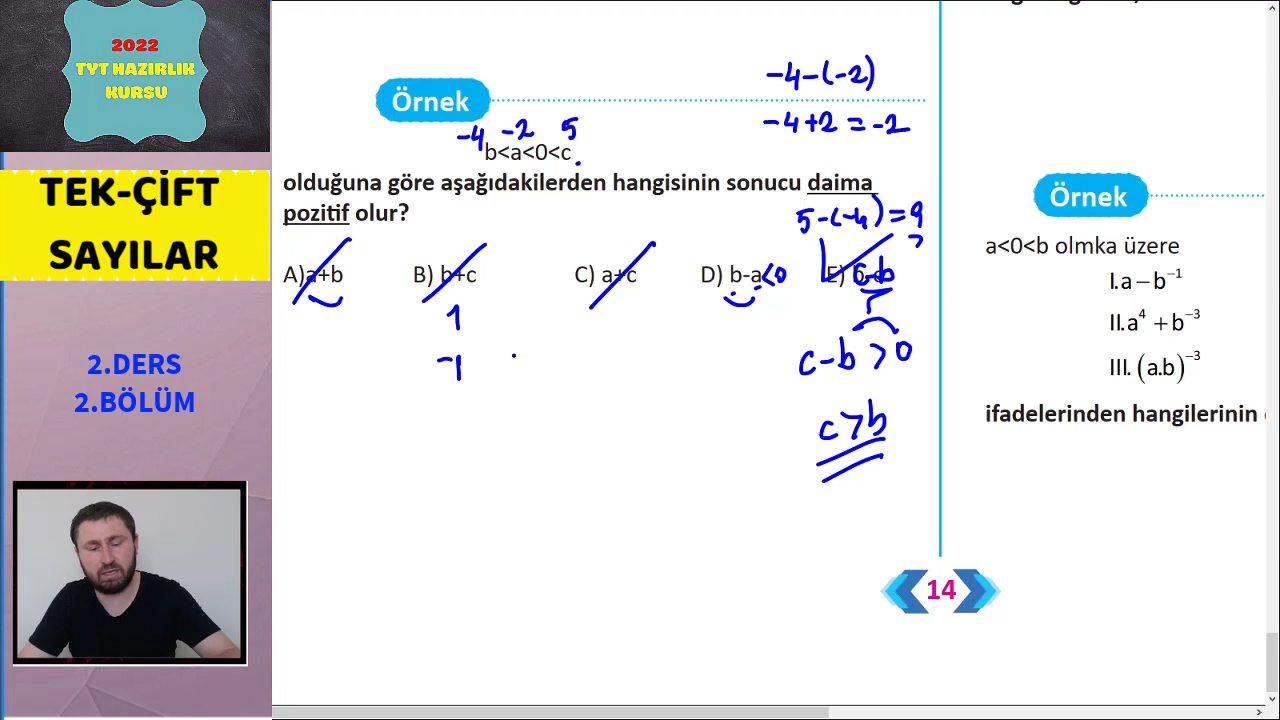 2022
TYT HAZIRLIK
KURSU
TEK-ÇİFT
SAYILAR
2.DERS
2.BÖLÜM
Örnek
-4-(-2)
-4+2=-2
-4 -2 5
b<a<0<c
olduğuna göre aşağıdakilerden hangisinin sonucu daima
pozitif olur?
5-(-4)=9
A)a+b B) b+c C) a+c D) b-a<0 E) c-b
1
-1
c-b>0
c>b
14
Örnek
a<0<b olmka üzere
I.a−b⁻¹
II.a⁴+b⁻³
III.(a.b)⁻³
ifadelerinden hangilerinin